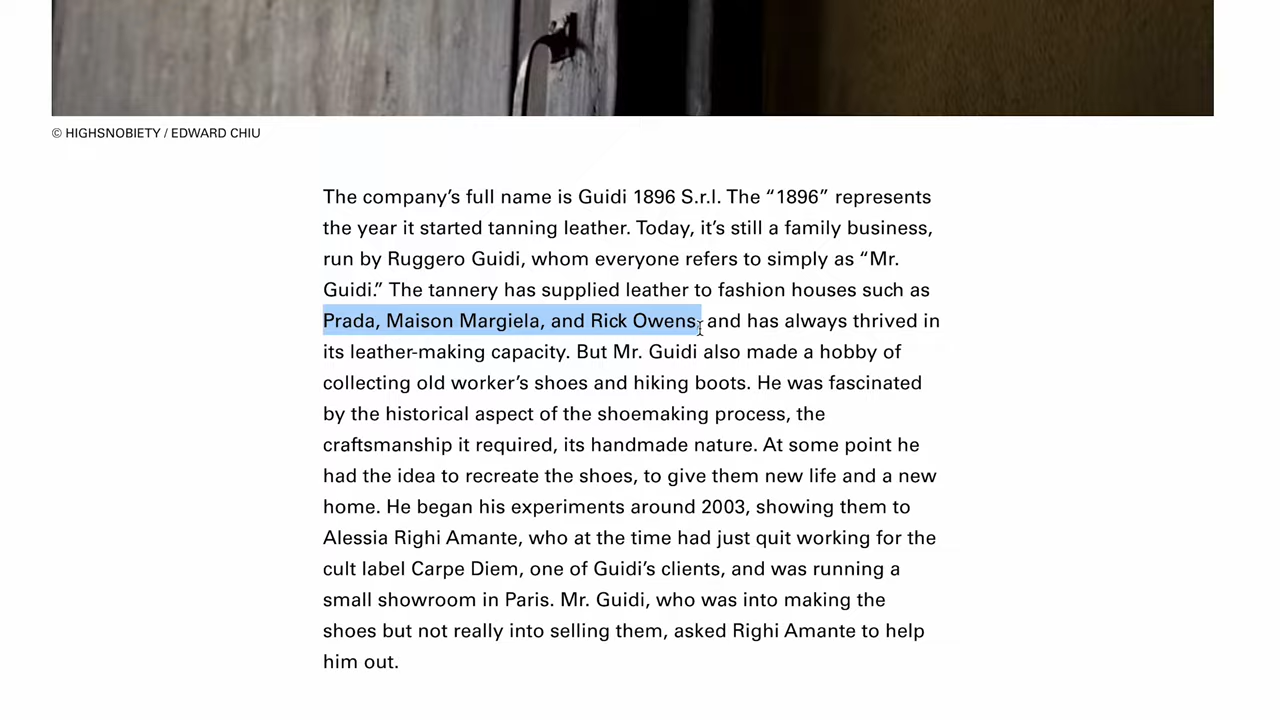 © HIGHSNOBIETY / EDWARD CHIU
The company’s full name is Guidi 1896 S.r.l. The “1896” represents
the year it started tanning leather. Today, it’s still a family business,
run by Ruggero Guidi, whom everyone refers to simply as “Mr.
Guidi.” The tannery has supplied leather to fashion houses such as
Prada, Maison Margiela, and Rick Owens, and has always thrived in
its leather-making capacity. But Mr. Guidi also made a hobby of
collecting old worker’s shoes and hiking boots. He was fascinated
by the historical aspect of the shoemaking process, the
craftsmanship it required, its handmade nature. At some point he
had the idea to recreate the shoes, to give them new life and a new
home. He began his experiments around 2003, showing them to
Alessia Righi Amante, who at the time had just quit working for the
cult label Carpe Diem, one of Guidi’s clients, and was running a
small showroom in Paris. Mr. Guidi, who was into making the
shoes but not really into selling them, asked Righi Amante to help
him out.